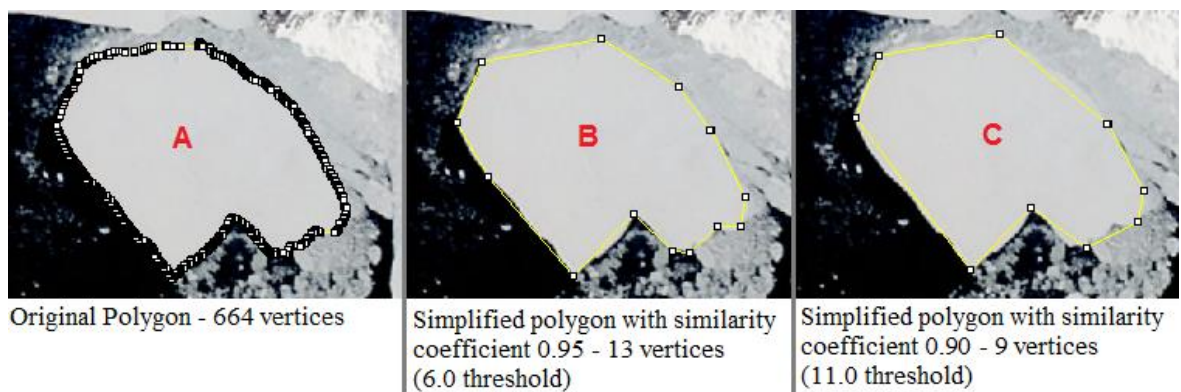 A
B
C
Original Polygon - 664 vertices
Simplified polygon with similarity
coefficient 0.95 - 13 vertices
(6.0 threshold)
Simplified polygon with similarity
coefficient 0.90 - 9 vertices
(11.0 threshold)